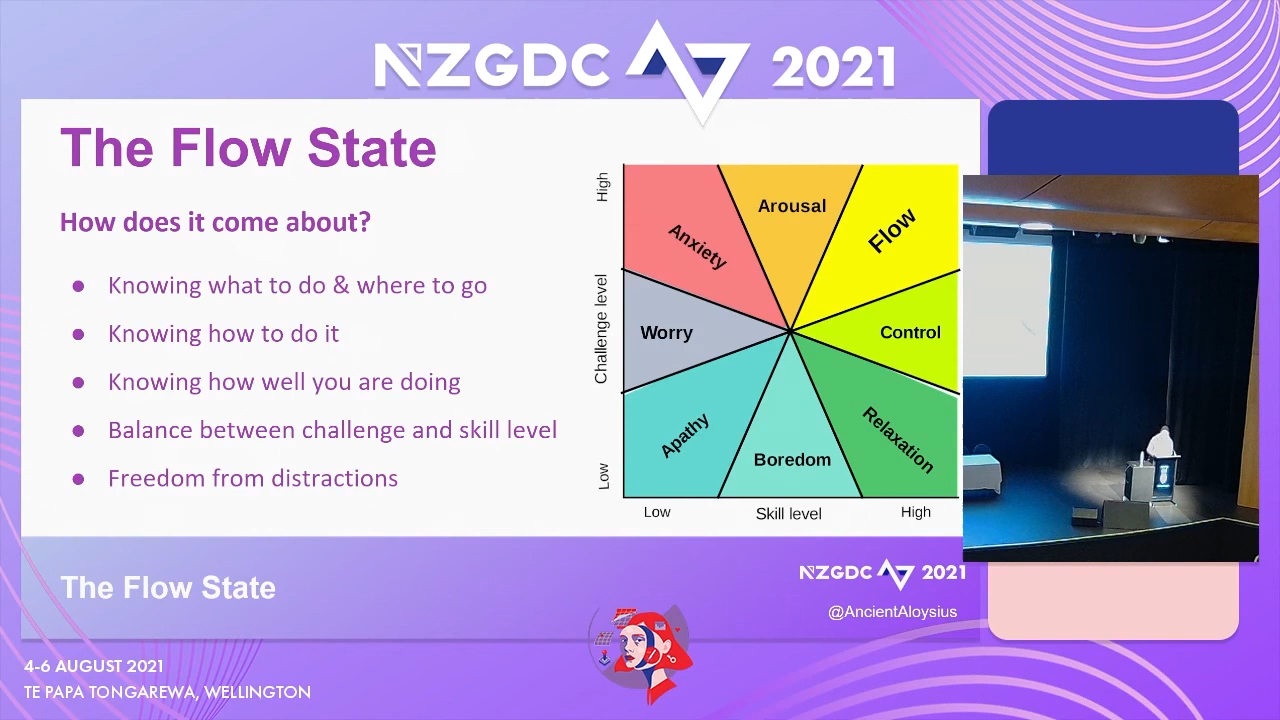 NZGDC 2021
The Flow State
How does it come about?
● Knowing what to do & where to go
● Knowing how to do it
● Knowing how well you are doing
● Balance between challenge and skill level
● Freedom from distractions
High
Challenge level
Low
Anxiety
Arousal
Flow
Worry
Control
Apathy
Boredom
Relaxation
Low
Skill level
High
The Flow State
NZGDC 2021
@AncientAloysius
4-6 AUGUST 2021
TE PAPA TONGAREWA, WELLINGTON